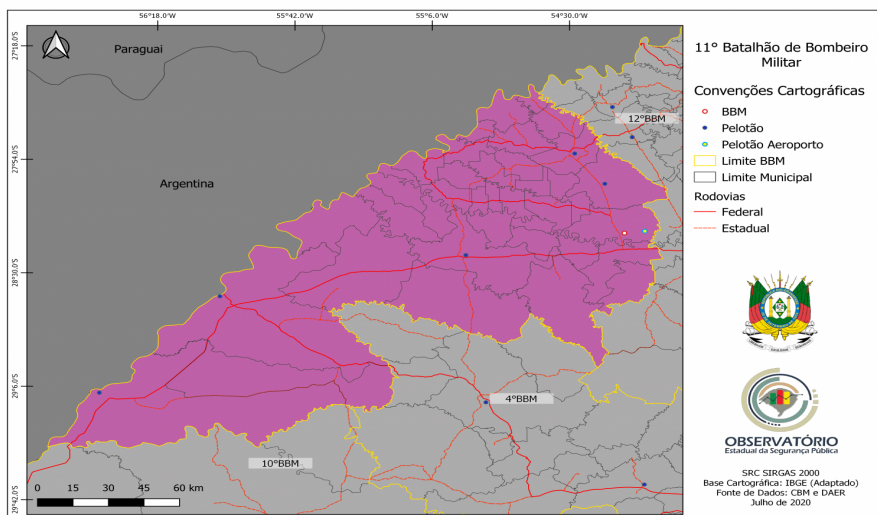 56°18.0'W 55°42.0'W 55°6.0'W 54°30.0'W
27°18.0'S
27°54.0'S
28°30.0'S
29°6.0'S
29°42.0'S
Paraguai
Argentina
12°BBM
4°BBM
10°BBM
0 15 30 45 60 km
11° Batalhão de Bombeiro
Militar
Convenções Cartográficas
BBM
Pelotão
Pelotão Aeroporto
Limite BBM
Limite Municipal
Rodovias
Federal
Estadual
OBSERVATÓRIO
Estadual da Segurança Pública
SRC SIRGAS 2000
Base Cartográfica: IBGE (Adaptado)
Fonte de Dados: CBM e DAER
Julho de 2020